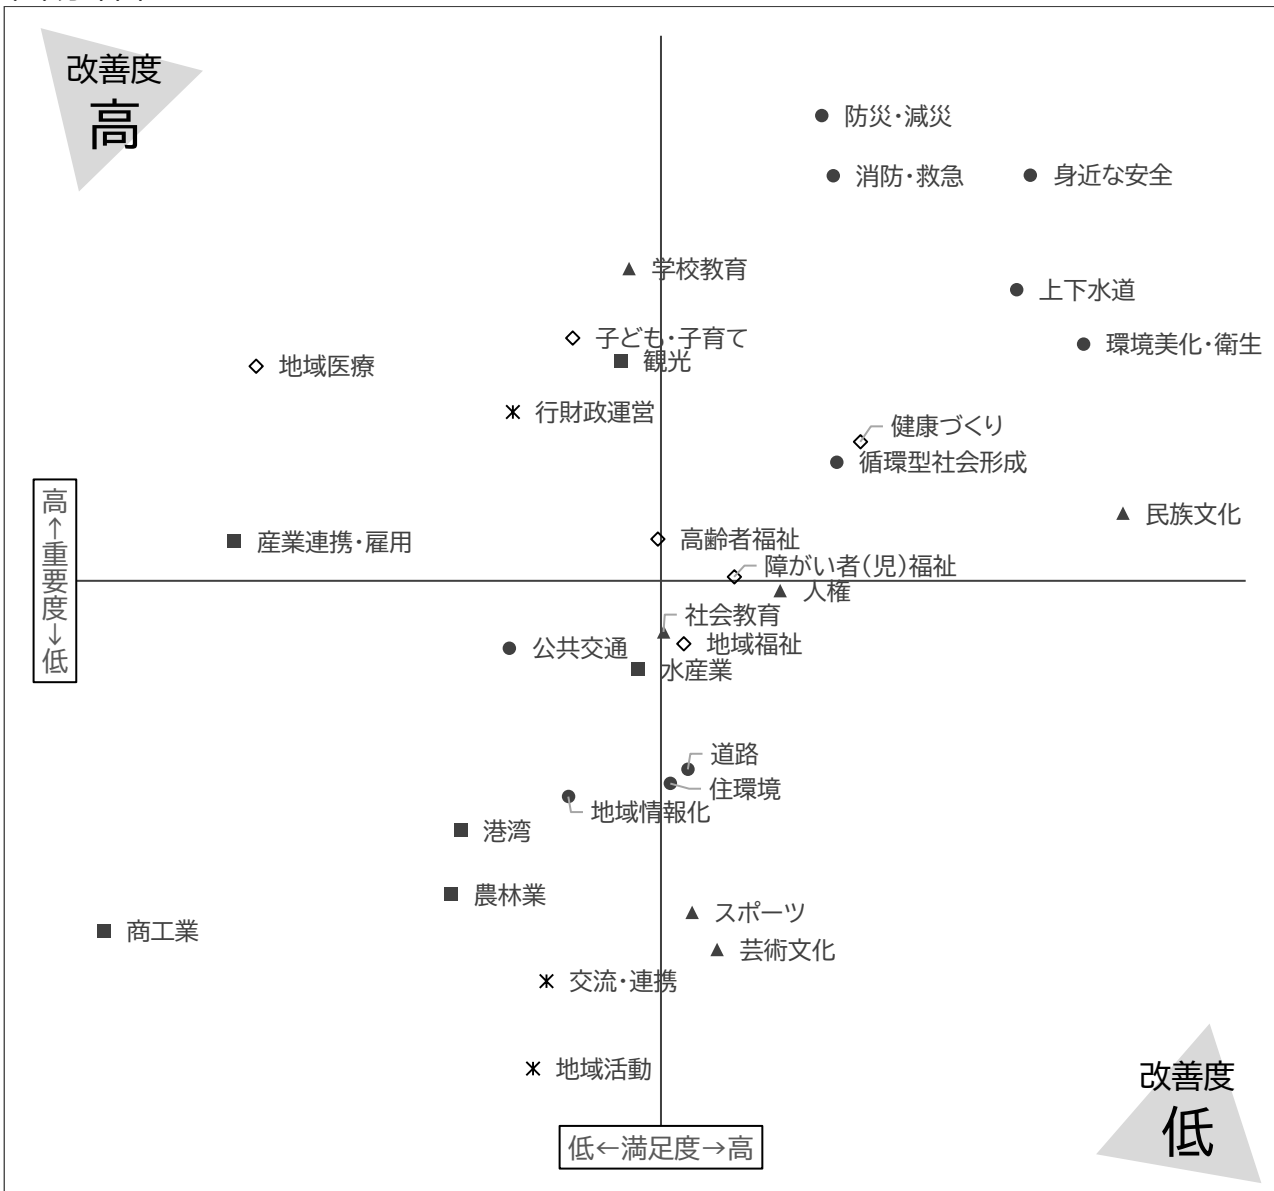 改善度
高
防災・減災
消防・救急
身近な安全
学校教育
上下水道
子ども・子育て
環境美化・衛生
観光
地域医療
行財政運営
健康づくり
循環型社会形成
民族文化
高齢者福祉
産業連携・雇用
障がい者(児)福祉
人権
高↑重要度↓低
社会教育
公共交通
地域福祉
水産業
道路
住環境
地域情報化
港湾
農林業
スポーツ
商工業
芸術文化
交流・連携
地域活動
改善度
低
低←満足度→高